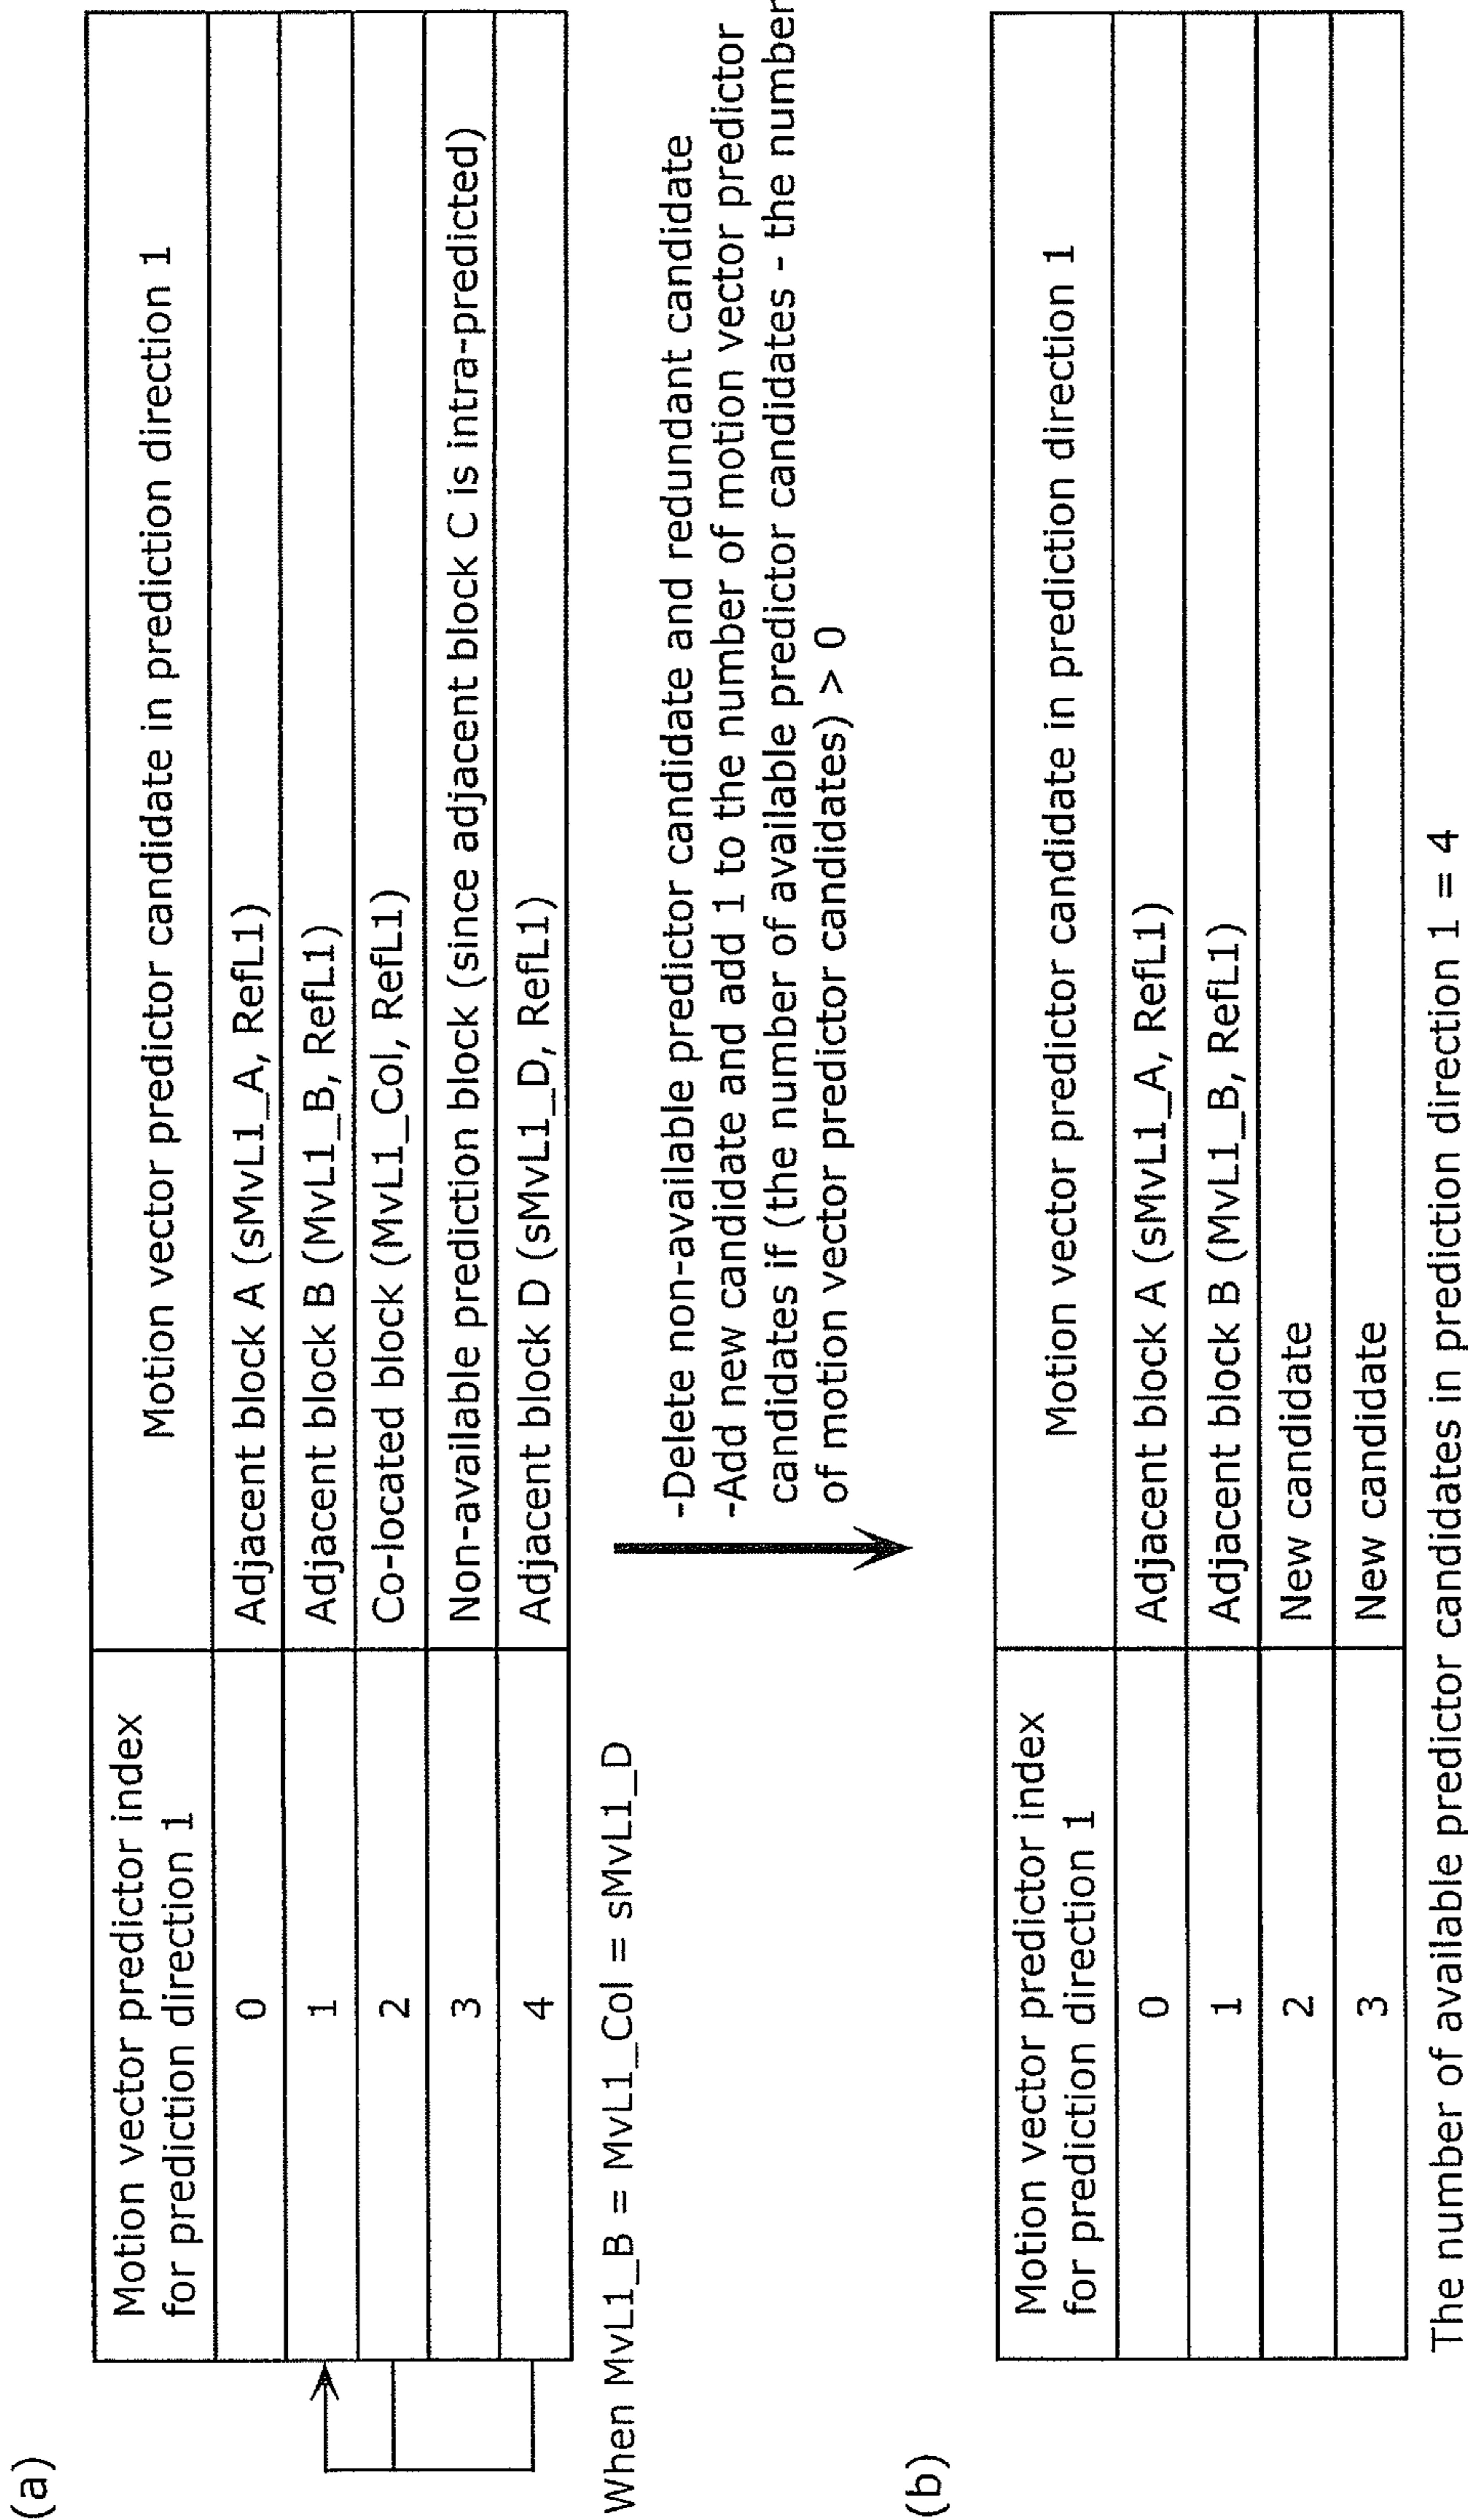 (a)
Motion vector predictor index
for prediction direction 1
Motion vector predictor candidate in prediction direction 1
0
Adjacent block A (sMvL1_A, RefL1)
1
Adjacent block B (MvL1_B, RefL1)
2
Co-located block (MvL1_Col, RefL1)
3
Non-available prediction block (since adjacent block C is intra-predicted)
4
Adjacent block D (sMvL1_D, RefL1)
When MvL1_B = MvL1_Col = sMvL1_D
-Delete non-available predictor candidate and redundant candidate
-Add new candidate and add 1 to the number of motion vector predictor
candidates if (the number of available predictor candidates - the number
of motion vector predictor candidates) > 0
(b)
Motion vector predictor index
for prediction direction 1
Motion vector predictor candidate in prediction direction 1
0
Adjacent block A (sMvL1_A, RefL1)
1
Adjacent block B (MvL1_B, RefL1)
2
New candidate
3
New candidate
The number of available predictor candidates in prediction direction 1 = 4